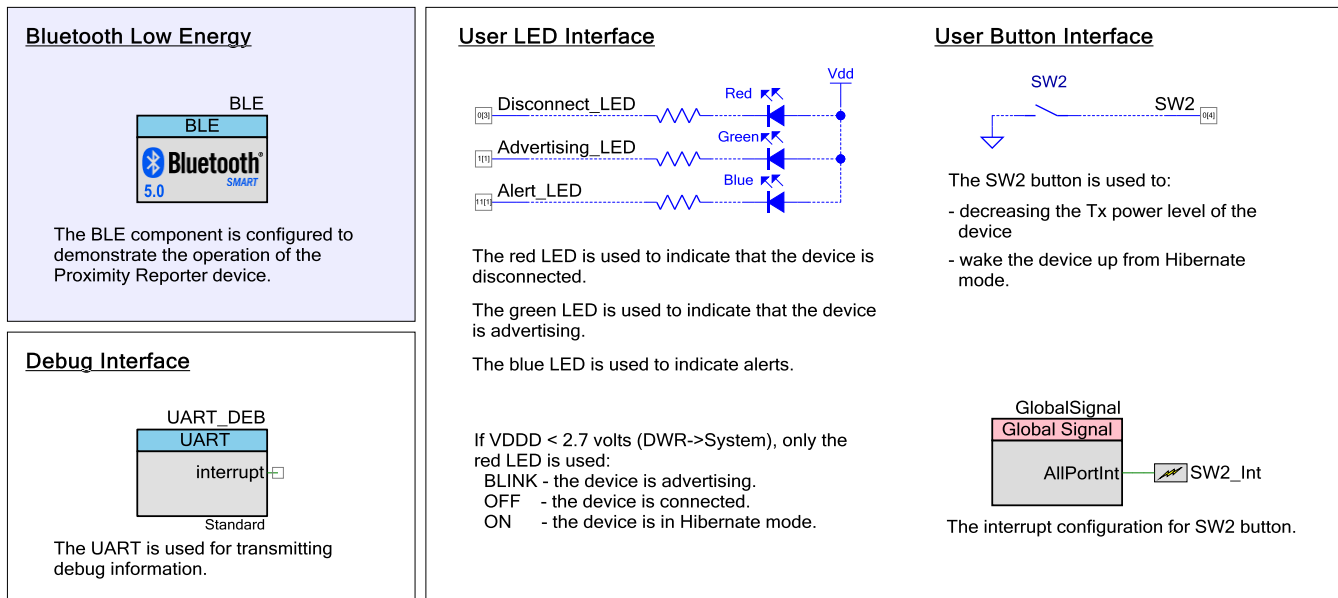 Bluetooth Low Energy
BLE
BLE
Bluetooth®
SMART
5.0
The BLE component is configured to
demonstrate the operation of the
Proximity Reporter device.
Debug Interface
UART_DEB
UART
interrupt
Standard
The UART is used for transmitting
debug information.
User LED Interface
Vdd
Red
0[3]
Disconnect_LED
Green
1[1]
Advertising_LED
Blue
11[1]
Alert_LED
The red LED is used to indicate that the device is
disconnected.
The green LED is used to indicate that the device
is advertising.
The blue LED is used to indicate alerts.
If VDDD < 2.7 volts (DWR->System), only the
red LED is used:
BLINK - the device is advertising.
OFF - the device is connected.
ON - the device is in Hibernate mode.
User Button Interface
SW2
SW2
0[4]
The SW2 button is used to:
- decreasing the Tx power level of the
device
- wake the device up from Hibernate
mode.
GlobalSignal
Global Signal
AllPortInt
SW2_Int
The interrupt configuration for SW2 button.